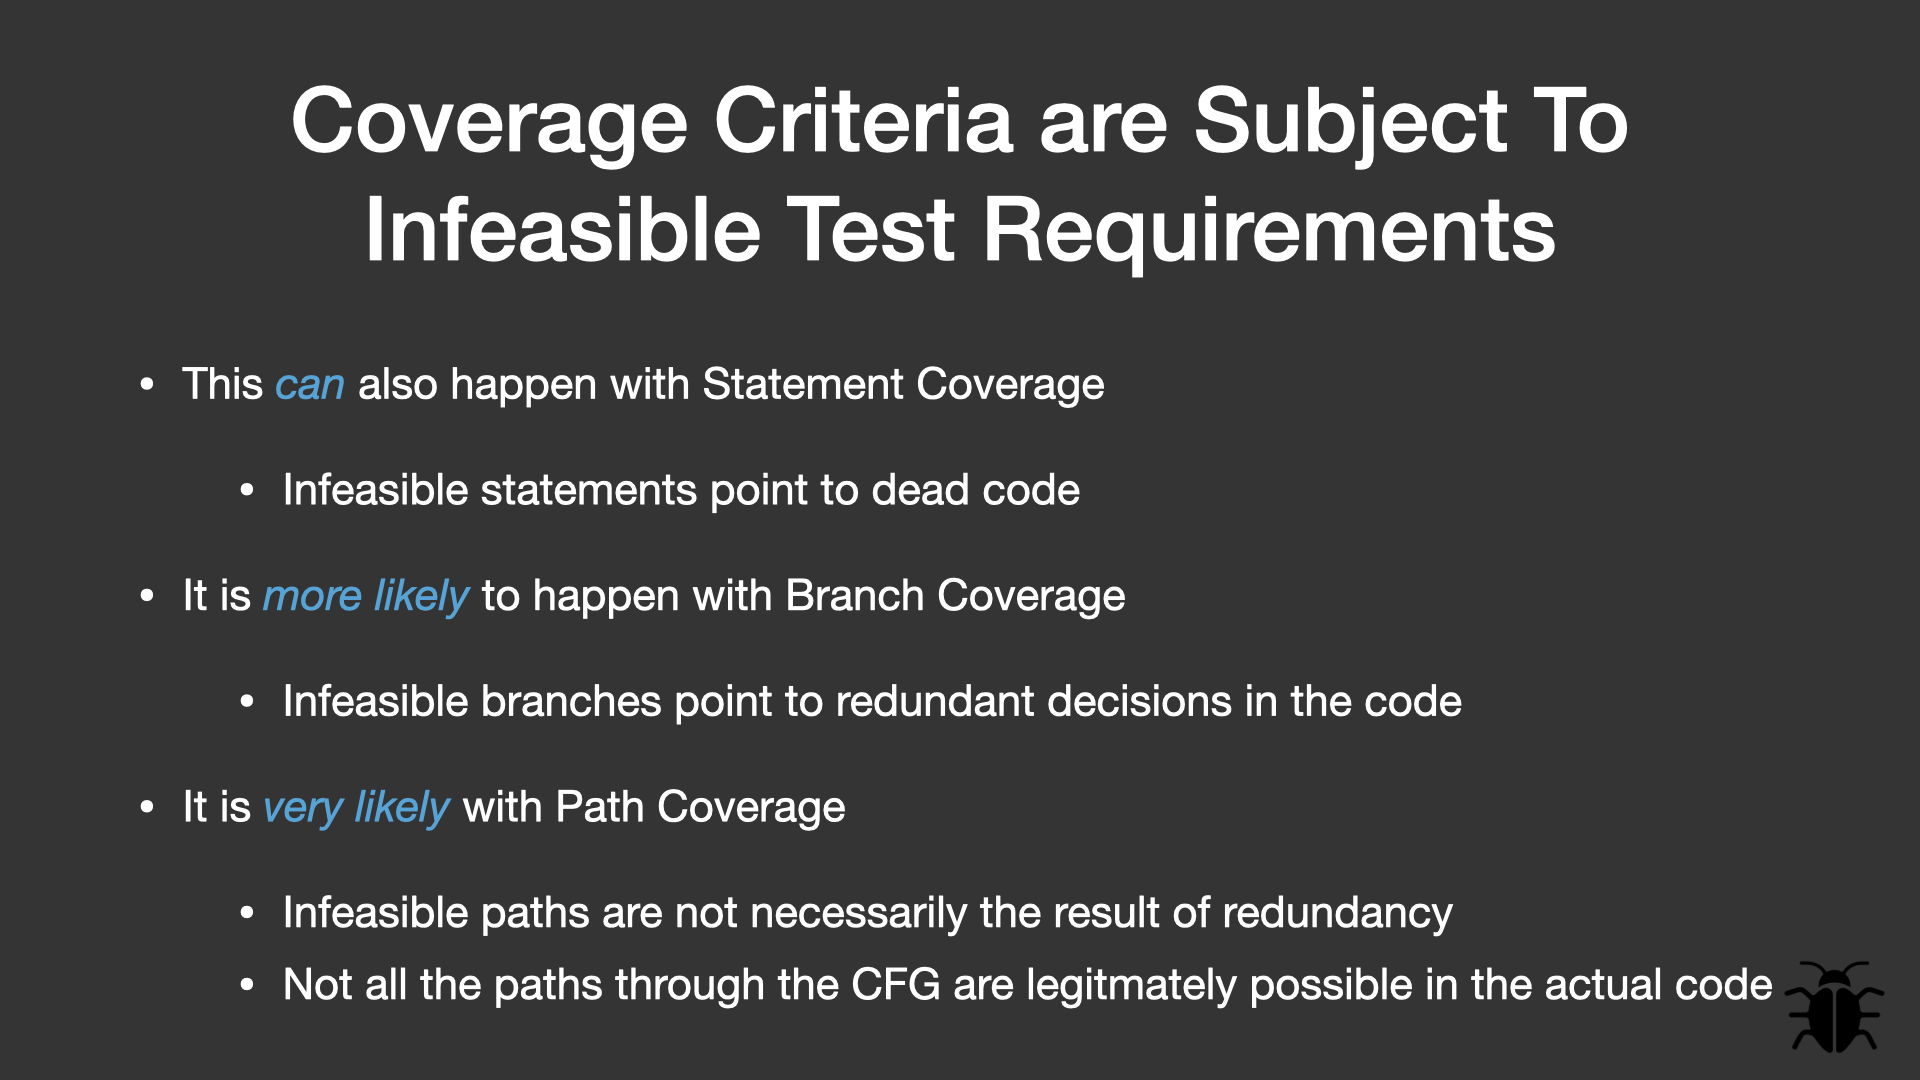 Coverage Criteria are Subject To
Infeasible Test Requirements
• This can also happen with Statement Coverage
• Infeasible statements point to dead code
• It is more likely to happen with Branch Coverage
• Infeasible branches point to redundant decisions in the code
• It is very likely with Path Coverage
• Infeasible paths are not necessarily the result of redundancy
• Not all the paths through the CFG are legitmately possible in the actual code